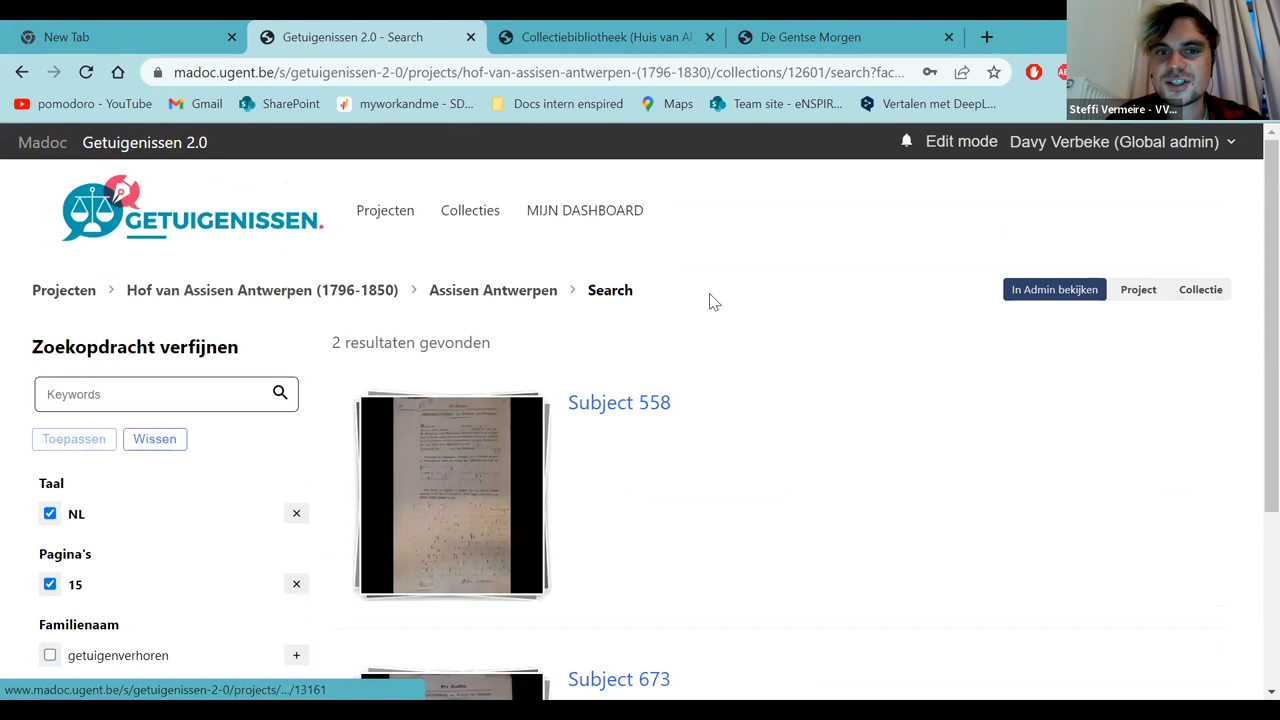 New Tab
Getuigenissen 2.0 - Search
Collectiebibliotheek (Huis van Al
De Gentse Morgen
madoc.ugent.be/s/getuigenissen-2-0/projects/hof-van-assisen-antwerpen-(1796-1830)/collections/12601/search?fac...
pomodoro - YouTube
Gmail
SharePoint
myworkandme - SD...
Docs intern enspired
Maps
Team site - eNSPIR...
Vertalen met DeepL...
Steffi Vermeire - VV...
Madoc
Getuigenissen 2.0
Edit mode
Davy Verbeke (Global admin)
GETUIGENISSEN.
Projecten
Collecties
MIJN DASHBOARD
Projecten > Hof van Assisen Antwerpen (1796-1850) > Assisen Antwerpen > Search
In Admin bekijken
Project
Collectie
Zoekopdracht verfijnen
2 resultaten gevonden
Keywords
Subject 558
Toepassen
Wissen
Taal
NL
Pagina's
15
Familienaam
getuigenverhoren
Subject 673
www.madoc.ugent.be/s/getuigenissen-2-0/projects/.../13161